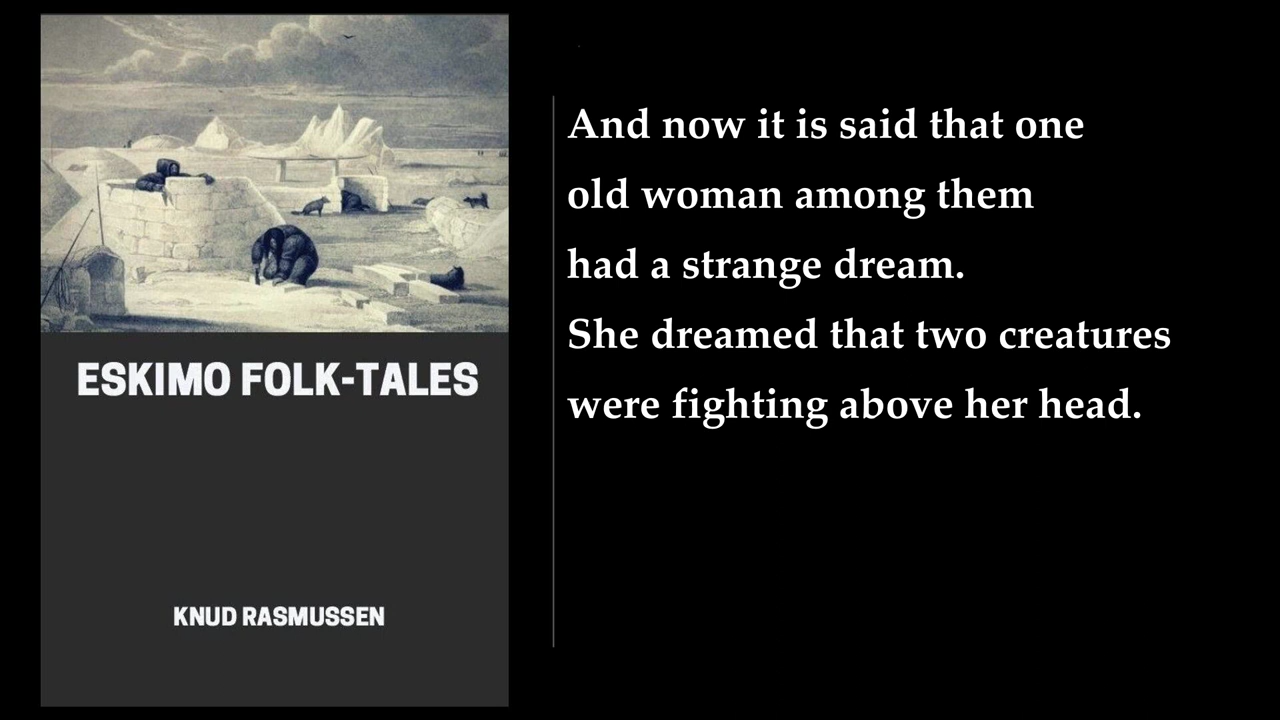 ESKIMO FOLK-TALES
KNUD RASMUSSEN
And now it is said that one
old woman among them
had a strange dream.
She dreamed that two creatures
were fighting above her head.